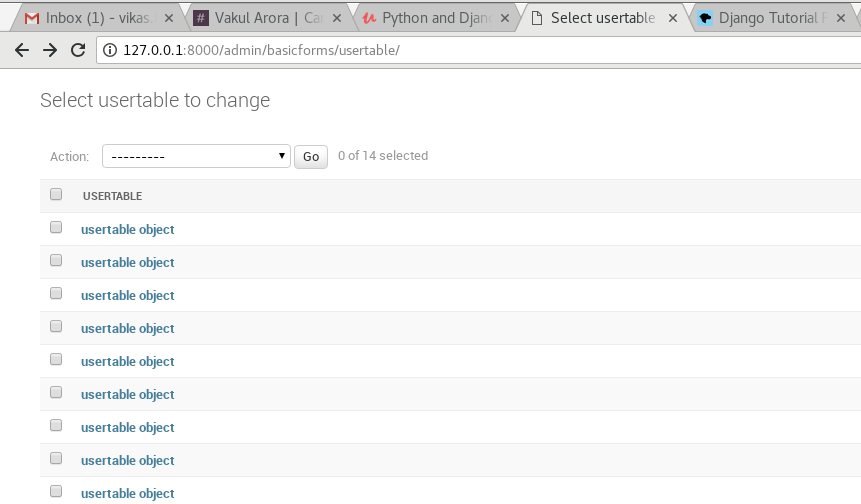 Inbox (1) - vikas. Vakul Arora | Ca Python and Djan Select usertable Django Tutorial
127.0.0.1:8000/admin/basicforms/usertable/
Select usertable to change
Action: --------- Go 0 of 14 selected
USERTABLE
usertable object
usertable object
usertable object
usertable object
usertable object
usertable object
usertable object
usertable object
usertable object